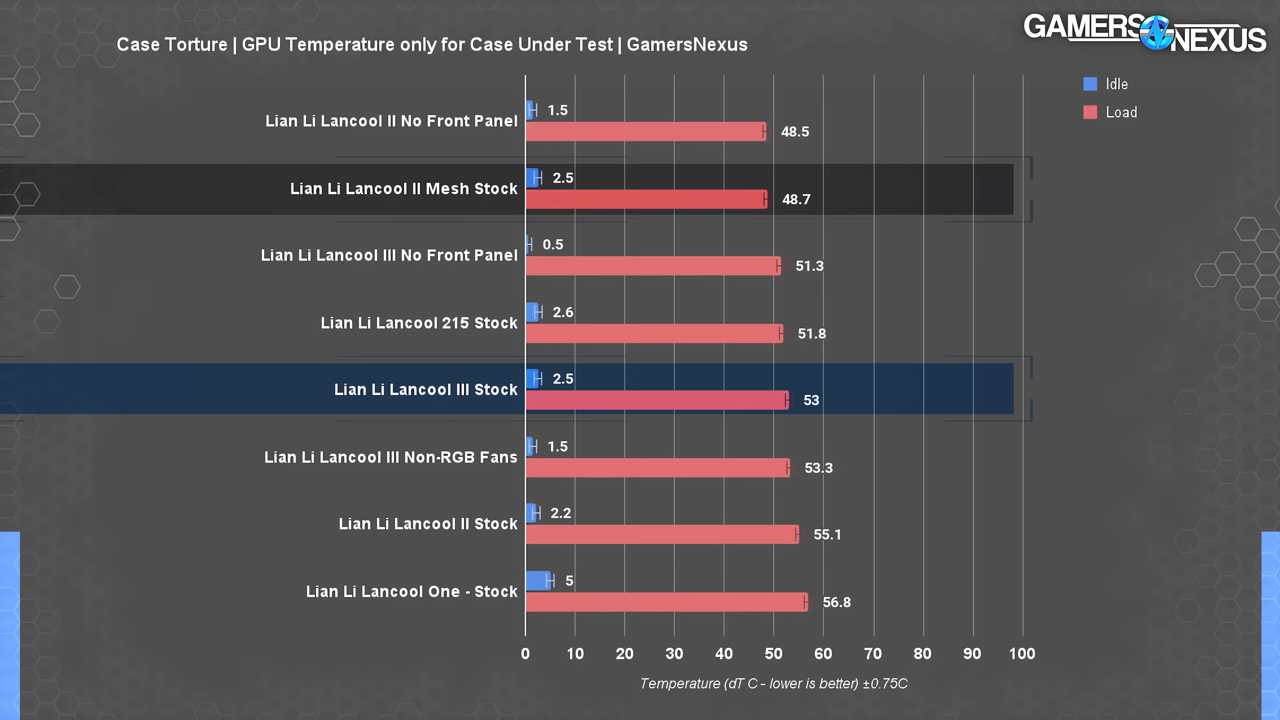 Case Torture | GPU Temperature only for Case Under Test | GamersNexus
GAMERS NEXUS
Idle
Load
Lian Li Lancool II No Front Panel 1.5 48.5
Lian Li Lancool II Mesh Stock 2.5 48.7
Lian Li Lancool III No Front Panel 0.5 51.3
Lian Li Lancool 215 Stock 2.6 51.8
Lian Li Lancool III Stock 2.5 53
Lian Li Lancool III Non-RGB Fans 1.5 53.3
Lian Li Lancool II Stock 2.2 55.1
Lian Li Lancool One - Stock 5 56.8
0 10 20 30 40 50 60 70 80 90 100
Temperature (dT C - lower is better) ±0.75C